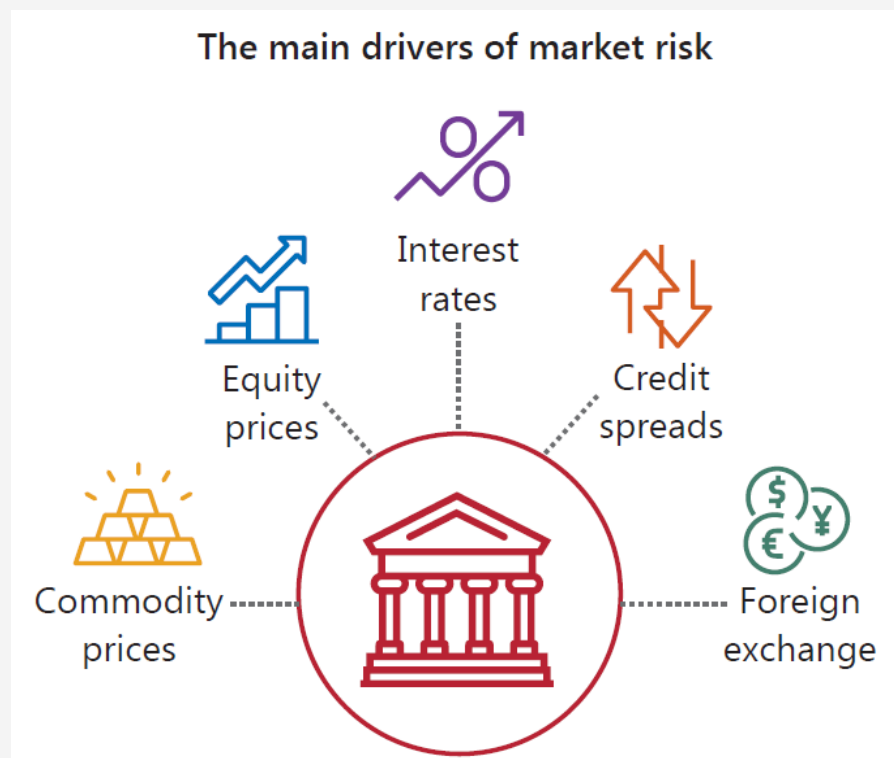 The main drivers of market risk
Interest
rates
Equity
prices
Credit
spreads
$
¥
€
Commodity
prices
Foreign
exchange